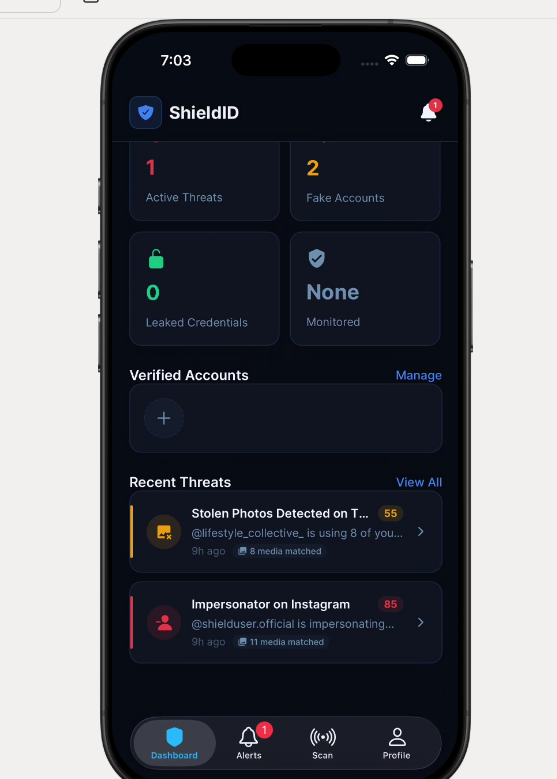 7:03
ShieldID
1
1
Active Threats
2
Fake Accounts
0
Leaked Credentials
None
Monitored
Verified Accounts
Manage
Recent Threats
View All
Stolen Photos Detected on T...
55
@lifestyle_collective_ is using 8 of you...
9h ago
8 media matched
Impersonator on Instagram
85
@shielduser.official is impersonating...
9h ago
11 media matched
Dashboard
1
Alerts
Scan
Profile